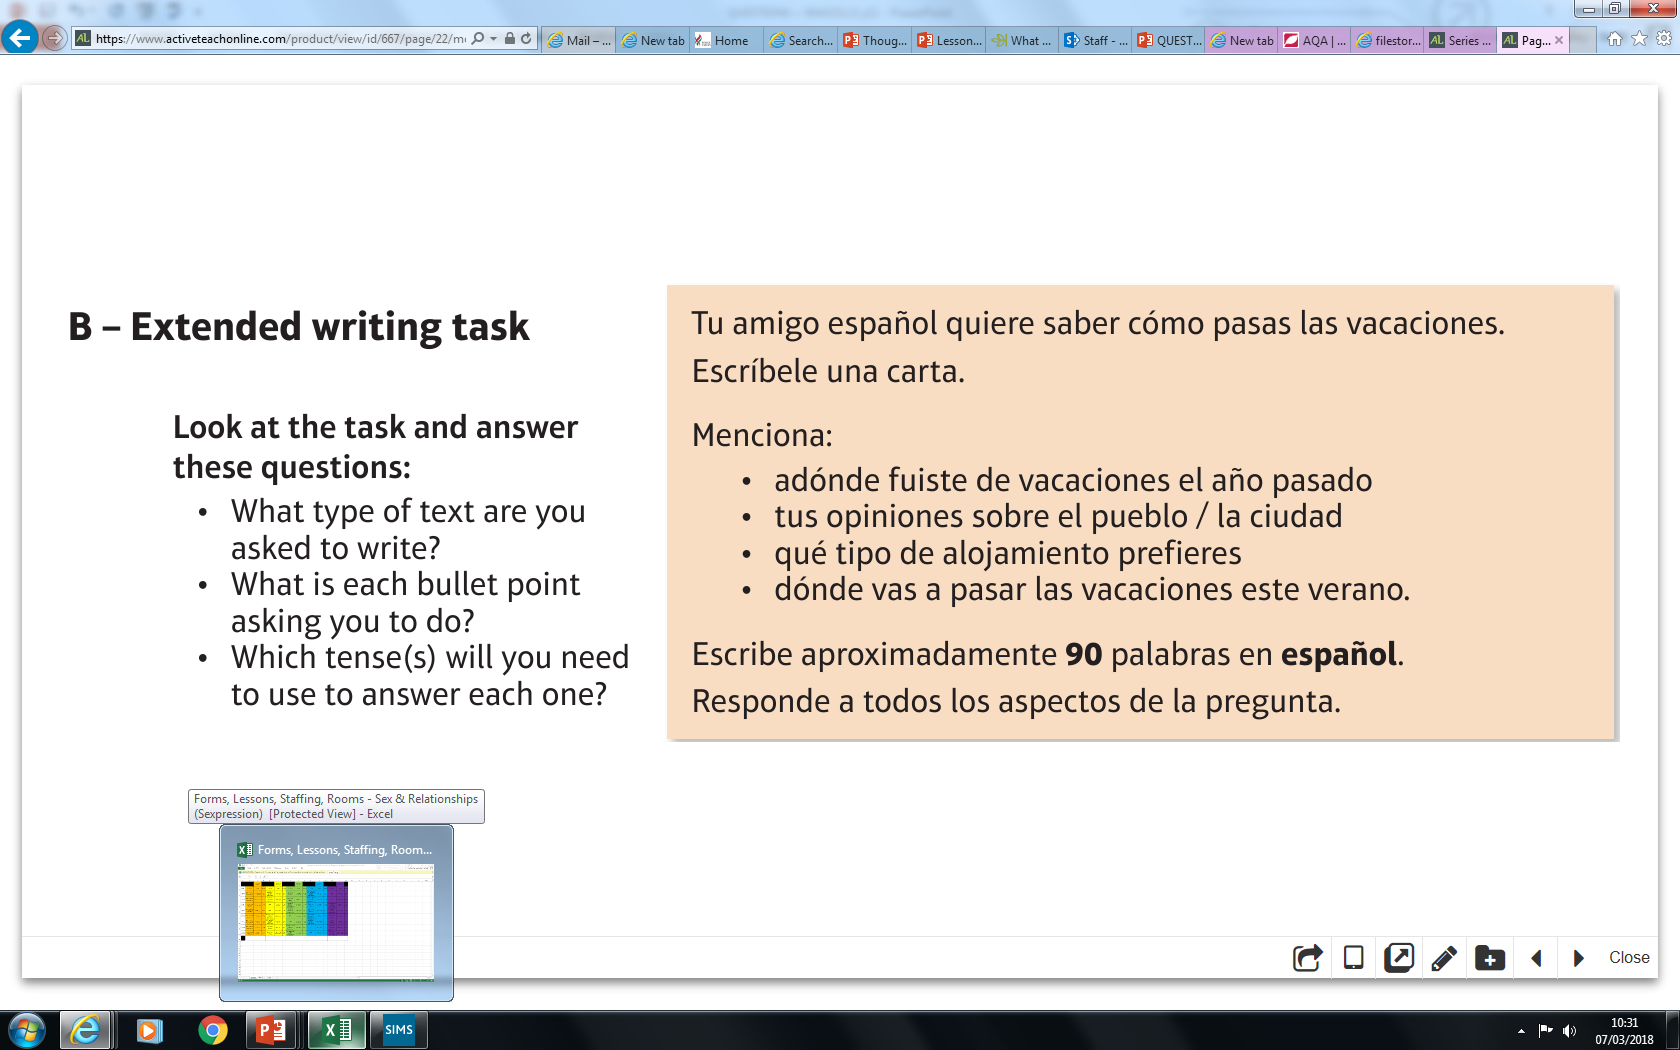 https://www.activeteachonline.com/product/view/id/667/page/22/m
Mail – ...
New tab
Home
Search...
Thoug...
Lesson...
What ...
Staff - ...
QUEST...
New tab
AQA | ...
filestor...
Series ...
Pag...
B – Extended writing task
Look at the task and answer
these questions:
• What type of text are you
asked to write?
• What is each bullet point
asking you to do?
• Which tense(s) will you need
to use to answer each one?
Tu amigo español quiere saber cómo pasas las vacaciones.
Escríbele una carta.
Menciona:
• adónde fuiste de vacaciones el año pasado
• tus opiniones sobre el pueblo / la ciudad
• qué tipo de alojamiento prefieres
• dónde vas a pasar las vacaciones este verano.
Escribe aproximadamente 90 palabras en español.
Responde a todos los aspectos de la pregunta.
Forms, Lessons, Staffing, Rooms - Sex & Relationships
(Sexpression) [Protected View] - Excel
Forms, Lessons, Staffing, Room...
Close
SIMS
10:31
07/03/2018